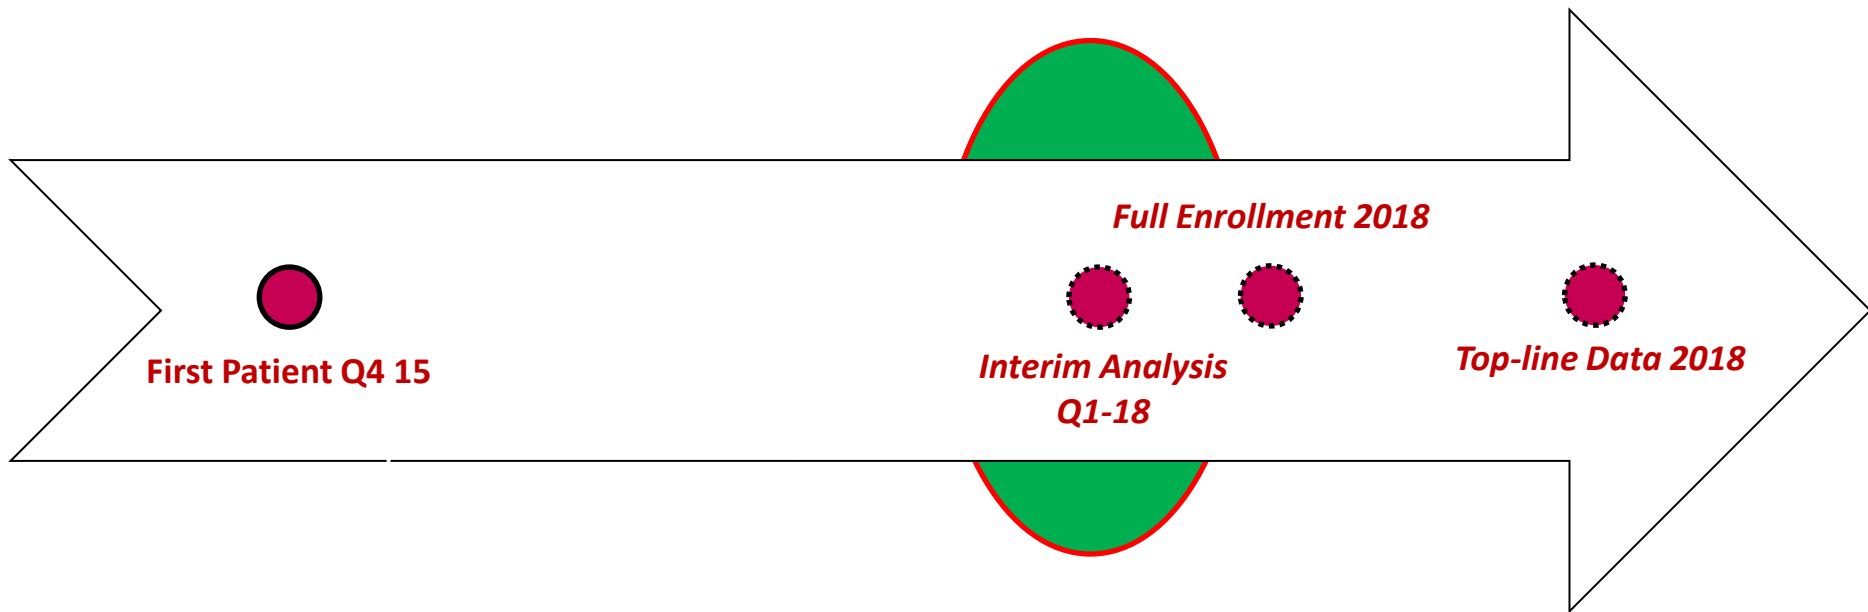 Full Enrollment 2018
First Patient Q4 15
Interim Analysis
Q1-18
Top-line Data 2018